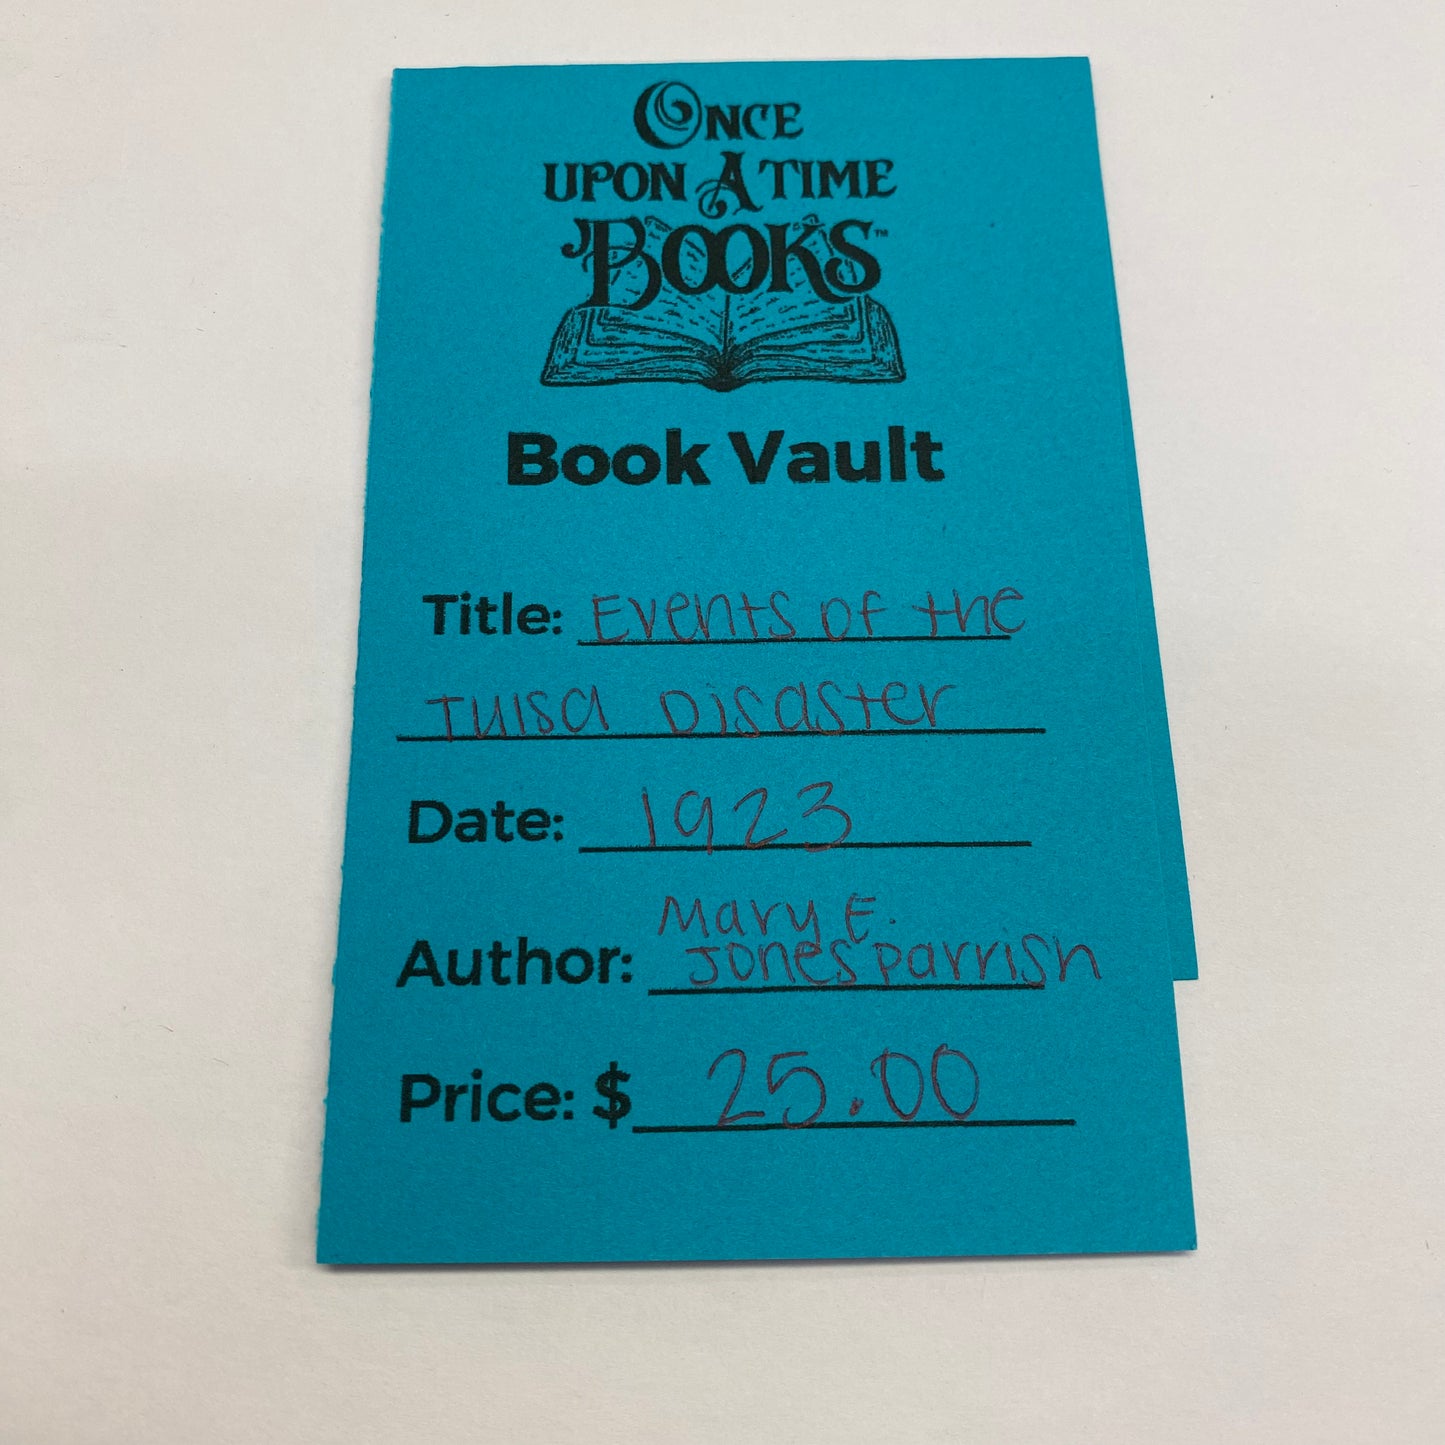 ONCE
UPON A TIME
BOOKS™
Book Vault
Title: Events of the
Tulsa Disaster
Date: 1923
Mary E.
Author: Jones Parrish
Price: $ 25.00